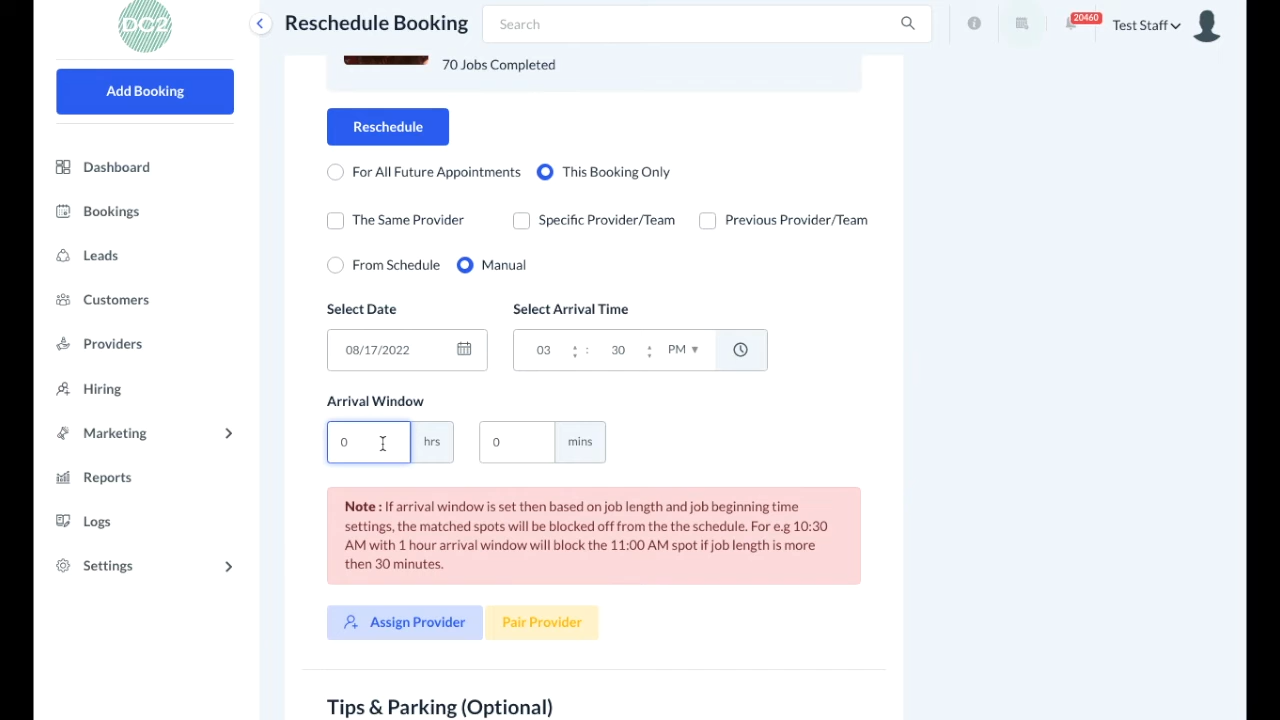 DC2
Reschedule Booking
Search
20460
Test Staff
Add Booking
Dashboard
Bookings
Leads
Customers
Providers
Hiring
Marketing
Reports
Logs
Settings
70 Jobs Completed
Reschedule
For All Future Appointments
This Booking Only
The Same Provider
Specific Provider/Team
Previous Provider/Team
From Schedule
Manual
Select Date
Select Arrival Time
08/17/2022
03 : 30 PM
Arrival Window
0 hrs
0 mins
Note : If arrival window is set then based on job length and job beginning time
settings, the matched spots will be blocked off from the the schedule. For e.g 10:30
AM with 1 hour arrival window will block the 11:00 AM spot if job length is more
then 30 minutes.
Assign Provider
Pair Provider
Tips & Parking (Optional)